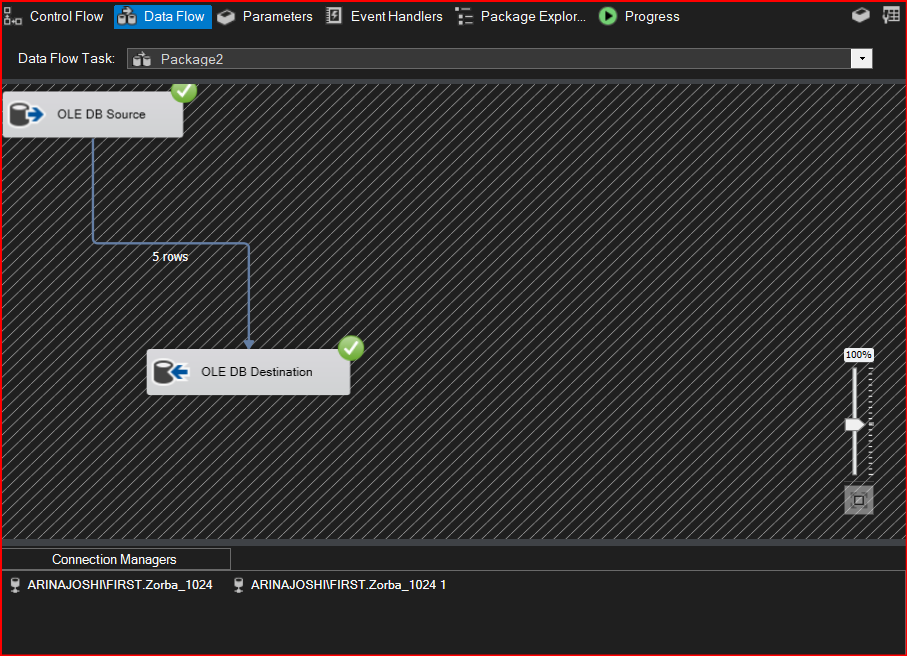 Control Flow Data Flow Parameters Event Handlers Package Explor... Progress
Data Flow Task: Package2
OLE DB Source
5 rows
OLE DB Destination
100%
Connection Managers
ARINAJOSHI\FIRST.Zorba_1024 ARINAJOSHI\FIRST.Zorba_1024 1